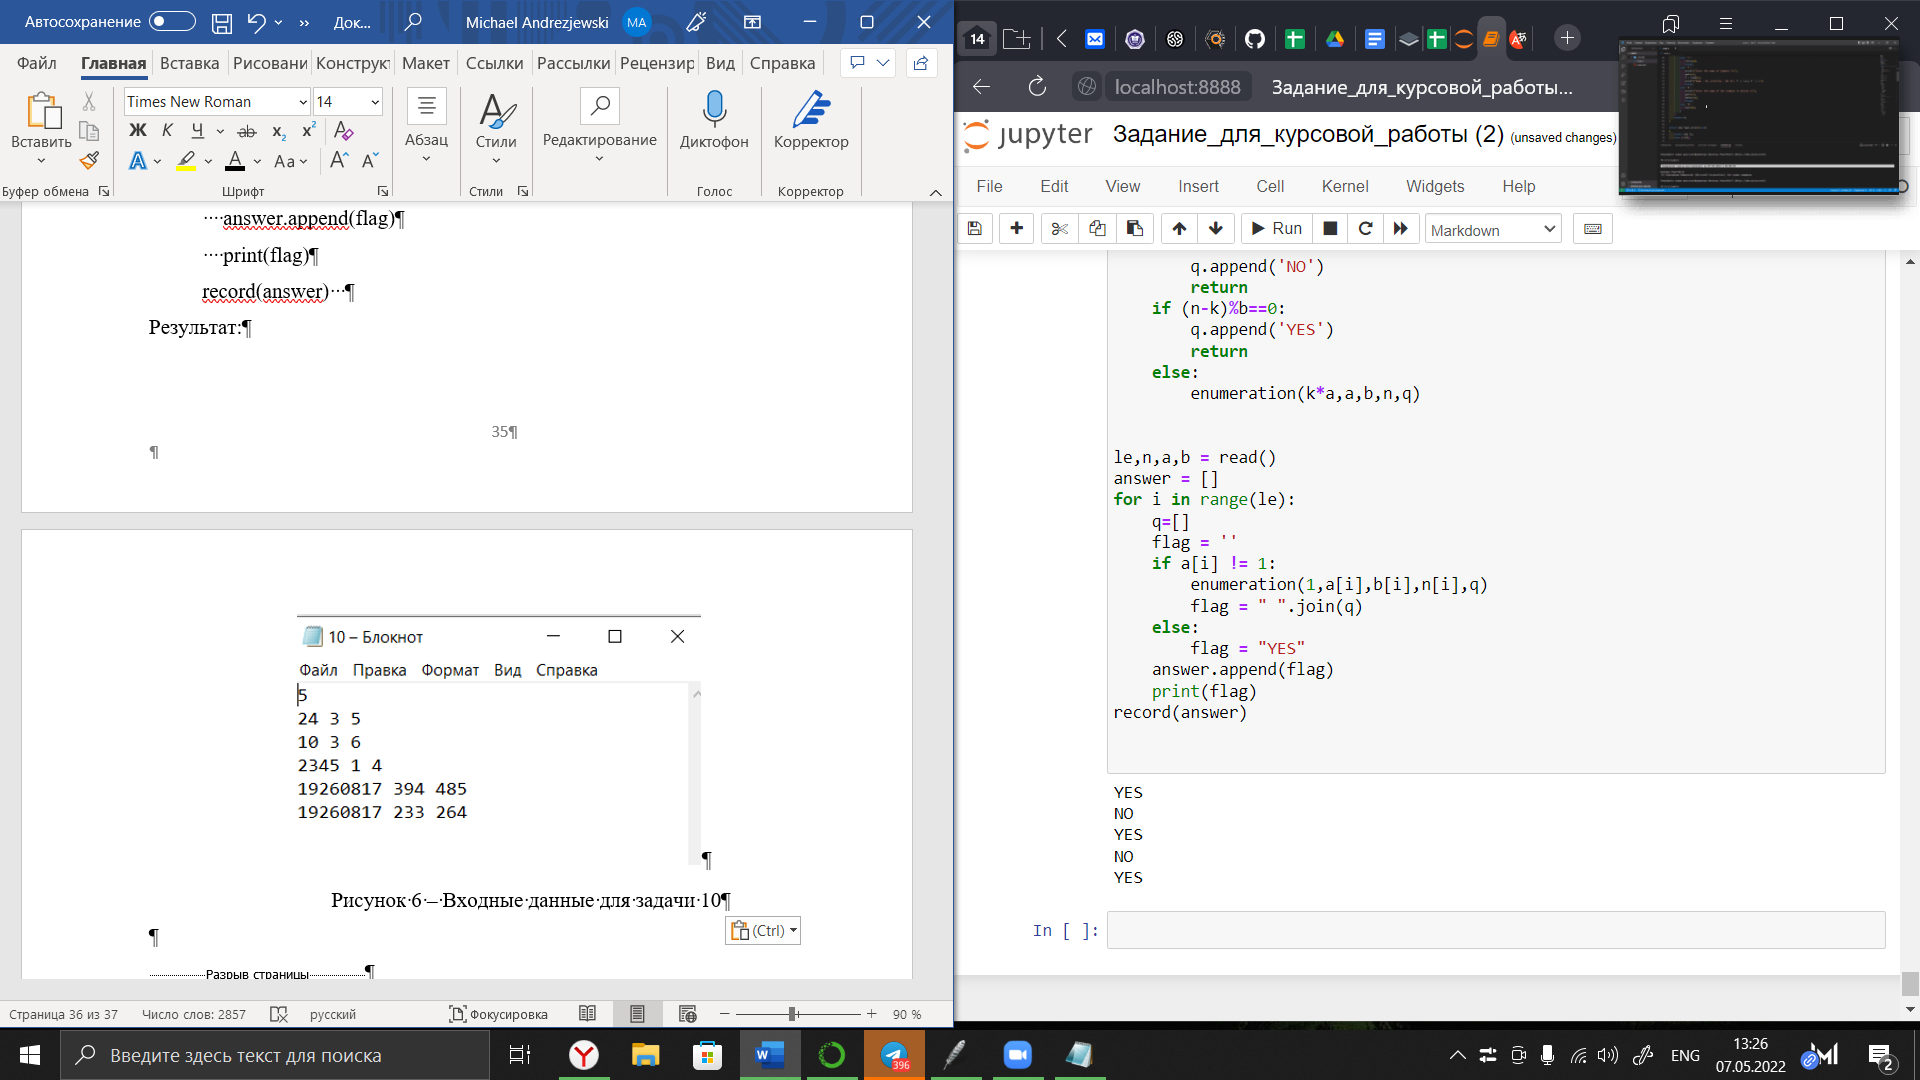 Автосохранение
Док...
Michael Andrezjewski
MA
Файл Главная Вставка Рисовани Конструкт Макет Ссылки Рассылки Рецензир Вид Справка
Вставить
Times New Roman 14
Ж К Ч ab x₂ x² A
A A Aa A A
Абзац
Стили
Редактирование
Диктофон
Корректор
Буфер обмена Шрифт Стили Голос Корректор
····answer.append(flag)¶
····print(flag)¶
record(answer)···¶
Результат:¶
35¶
¶
10 – Блокнот
Файл Правка Формат Вид Справка
5
24 3 5
10 3 6
2345 1 4
19260817 394 485
19260817 233 264
¶
Рисунок·6·–·Входные·данные·для·задачи·10¶
(Ctrl)
¶
Разрыв страницы ¶
Страница 36 из 37 Число слов: 2857 русский Фокусировка 90 %
14
localhost:8888 Задание_для_курсовой_работы...
jupyter Задание_для_курсовой_работы (2) (unsaved changes)
File Edit View Insert Cell Kernel Widgets Help
Run Markdown
q.append('NO')
return
if (n-k)%b==0:
q.append('YES')
return
else:
enumeration(k*a,a,b,n,q)
le,n,a,b = read()
answer = []
for i in range(le):
q=[]
flag = ''
if a[i] != 1:
enumeration(1,a[i],b[i],n[i],q)
flag = " ".join(q)
else:
flag = "YES"
answer.append(flag)
print(flag)
record(answer)
YES
NO
YES
NO
YES
In [ ]:
Введите здесь текст для поиска
396
ENG
13:26
07.05.2022
2